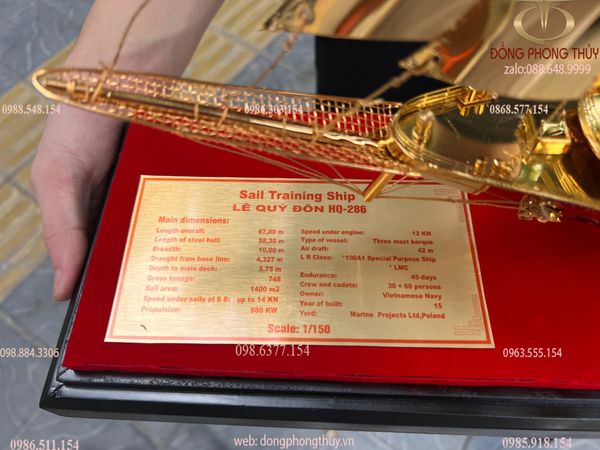 ĐỒNG PHONG THỦY
zalo:088.648.9999
0988.548.154
0986.303.154
0868.577.154
Sail Training Ship
LÊ QUÝ ĐÔN HQ-286
Main dimensions:
Length overall: 67,00 m
Length of steel hull: 58,30 m
Breadth: 10,00 m
Draught from base line: 4,327 m
Depth to main deck: 5,75 m
Gross tonage: 748
Sail area: 1400 m2
Speed under sails at 6 B: up to 14 KN
Propulsion: 880 KW
Speed under engine: 12 KN
Type of vessel: Three mast barque
Air draft: 42 m
L R Class: *100A1 Special Purpose Ship
* LMC
Endurance: 45-days
Crew and cadets: 30 + 60 persons
Owner: Vietnamese Navy
Year of built: 15
Yard: Marine Projects Ltd,Poland
Scale: 1/150
098.884.3306
098.6377.154
0963.555.154
0986.511.154
web: dongphongthuy.vn
0985.918.154